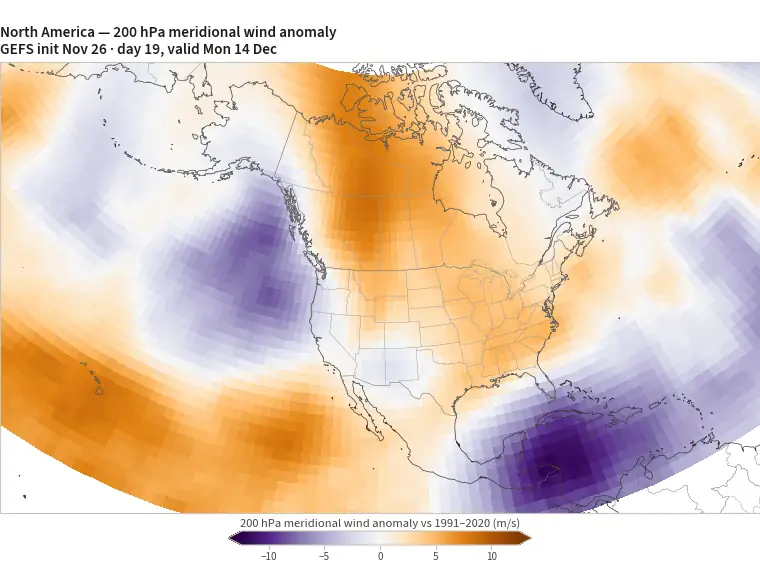 North America — 200 hPa meridional wind anomaly
GEFS init Nov 26 · day 19, valid Mon 14 Dec
200 hPa meridional wind anomaly vs 1991–2020 (m/s)
−10 −5 0 5 10